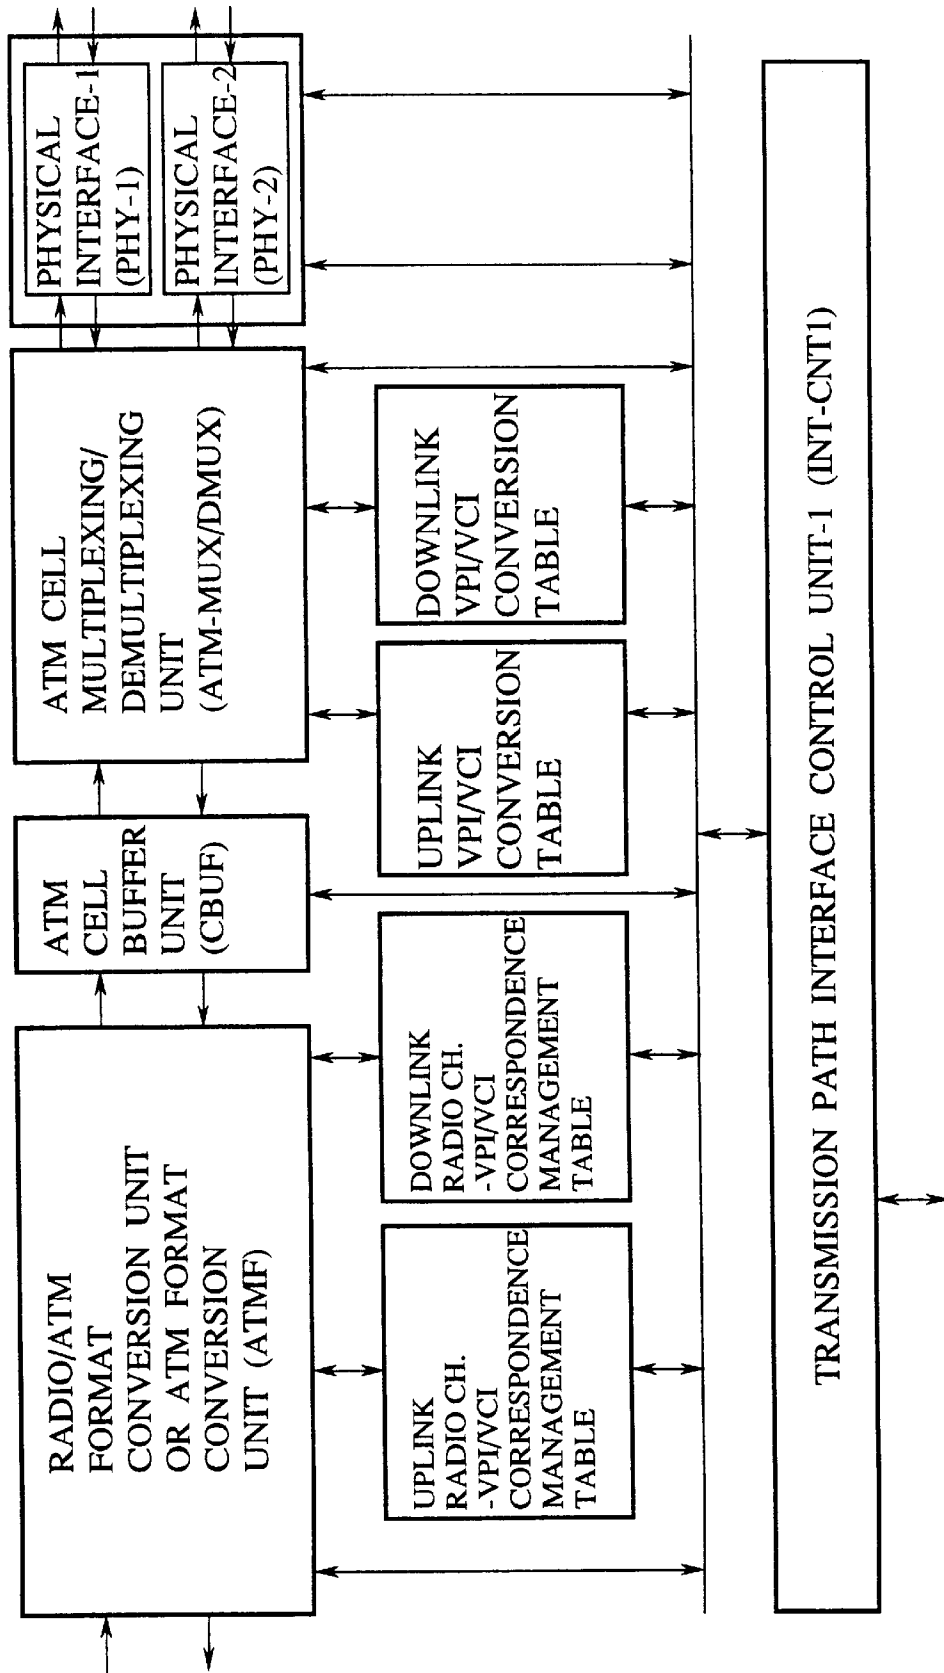 RADIO/ATM
FORMAT
CONVERSION UNIT
OR ATM FORMAT
CONVERSION
UNIT (ATMF)
ATM
CELL
BUFFER
UNIT
(CBUF)
ATM CELL
MULTIPLEXING/
DEMULTIPLEXING
UNIT
(ATM-MUX/DMUX)
PHYSICAL
INTERFACE-1
(PHY-1)
PHYSICAL
INTERFACE-2
(PHY-2)
UPLINK
RADIO CH.
-VPI/VCI
CORRESPONDENCE
MANAGEMENT
TABLE
DOWNLINK
RADIO CH.
-VPI/VCI
CORRESPONDENCE
MANAGEMENT
TABLE
UPLINK
VPI/VCI
CONVERSION
TABLE
DOWNLINK
VPI/VCI
CONVERSION
TABLE
TRANSMISSION PATH INTERFACE CONTROL UNIT-1 (INT-CNT1)